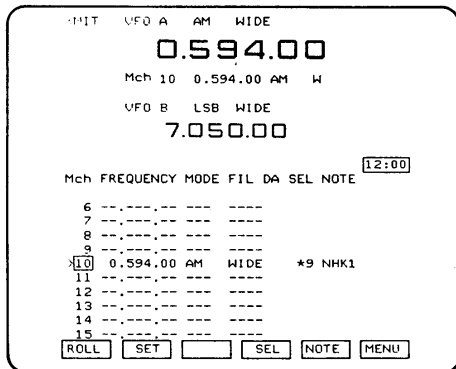 XMIT VFO A AM WIDE
0.594.00
Mch 10 0.594.00 AM W
VFO B LSB WIDE
7.050.00
12:00
Mch FREQUENCY MODE FIL DA SEL NOTE
6 --.---.-- --- ----
7 --.---.-- --- ----
8 --.---.-- --- ----
9 --.---.-- --- ----
>10 0.594.00 AM WIDE *9 NHK1
11 --.---.-- --- ----
12 --.---.-- --- ----
13 --.---.-- --- ----
14 --.---.-- --- ----
15 --.---.-- --- ----
ROLL SET SEL NOTE MENU